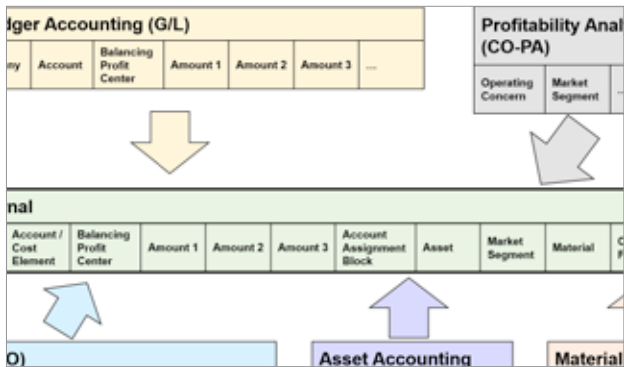 dger Accounting (G/L)
ny Account Balancing Profit Center Amount 1 Amount 2 Amount 3 ....
Profitability Anal
(CO-PA)
Operating Concern Market Segment ...
nal
Account / Cost Element Balancing Profit Center Amount 1 Amount 2 Amount 3 Account Assignment Block Asset Market Segment Material
O)
Asset Accounting
Material